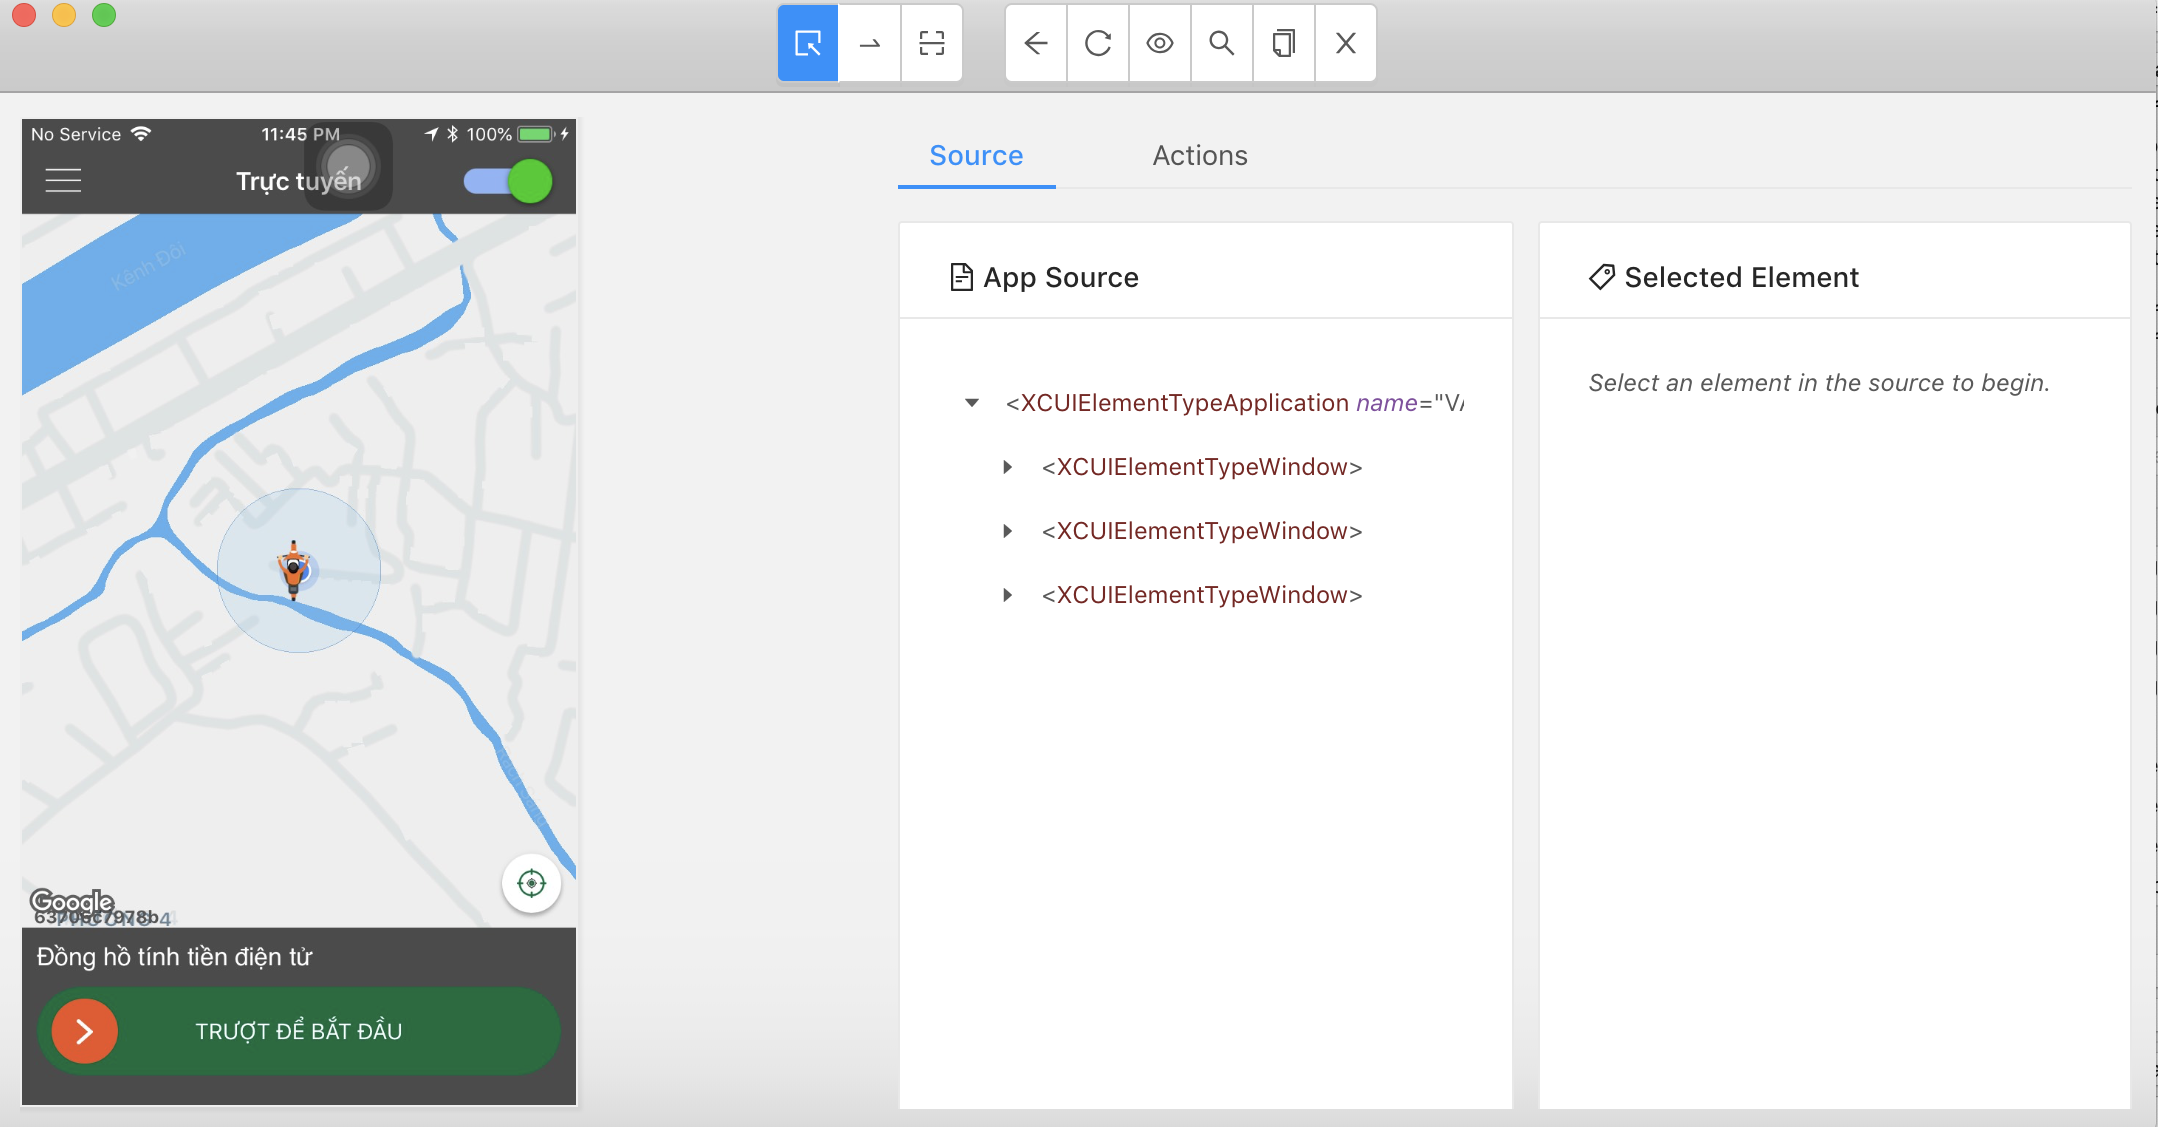 No Service
11:45 PM
100%
Trực tuyến
Kênh Đôi
Google
63706c7978b4
Đồng hồ tính tiền điện tử
TRƯỢT ĐỂ BẮT ĐẦU
Source
Actions
App Source
<XCUIElementTypeApplication name="VA
<XCUIElementTypeWindow>
<XCUIElementTypeWindow>
<XCUIElementTypeWindow>
Selected Element
Select an element in the source to begin.